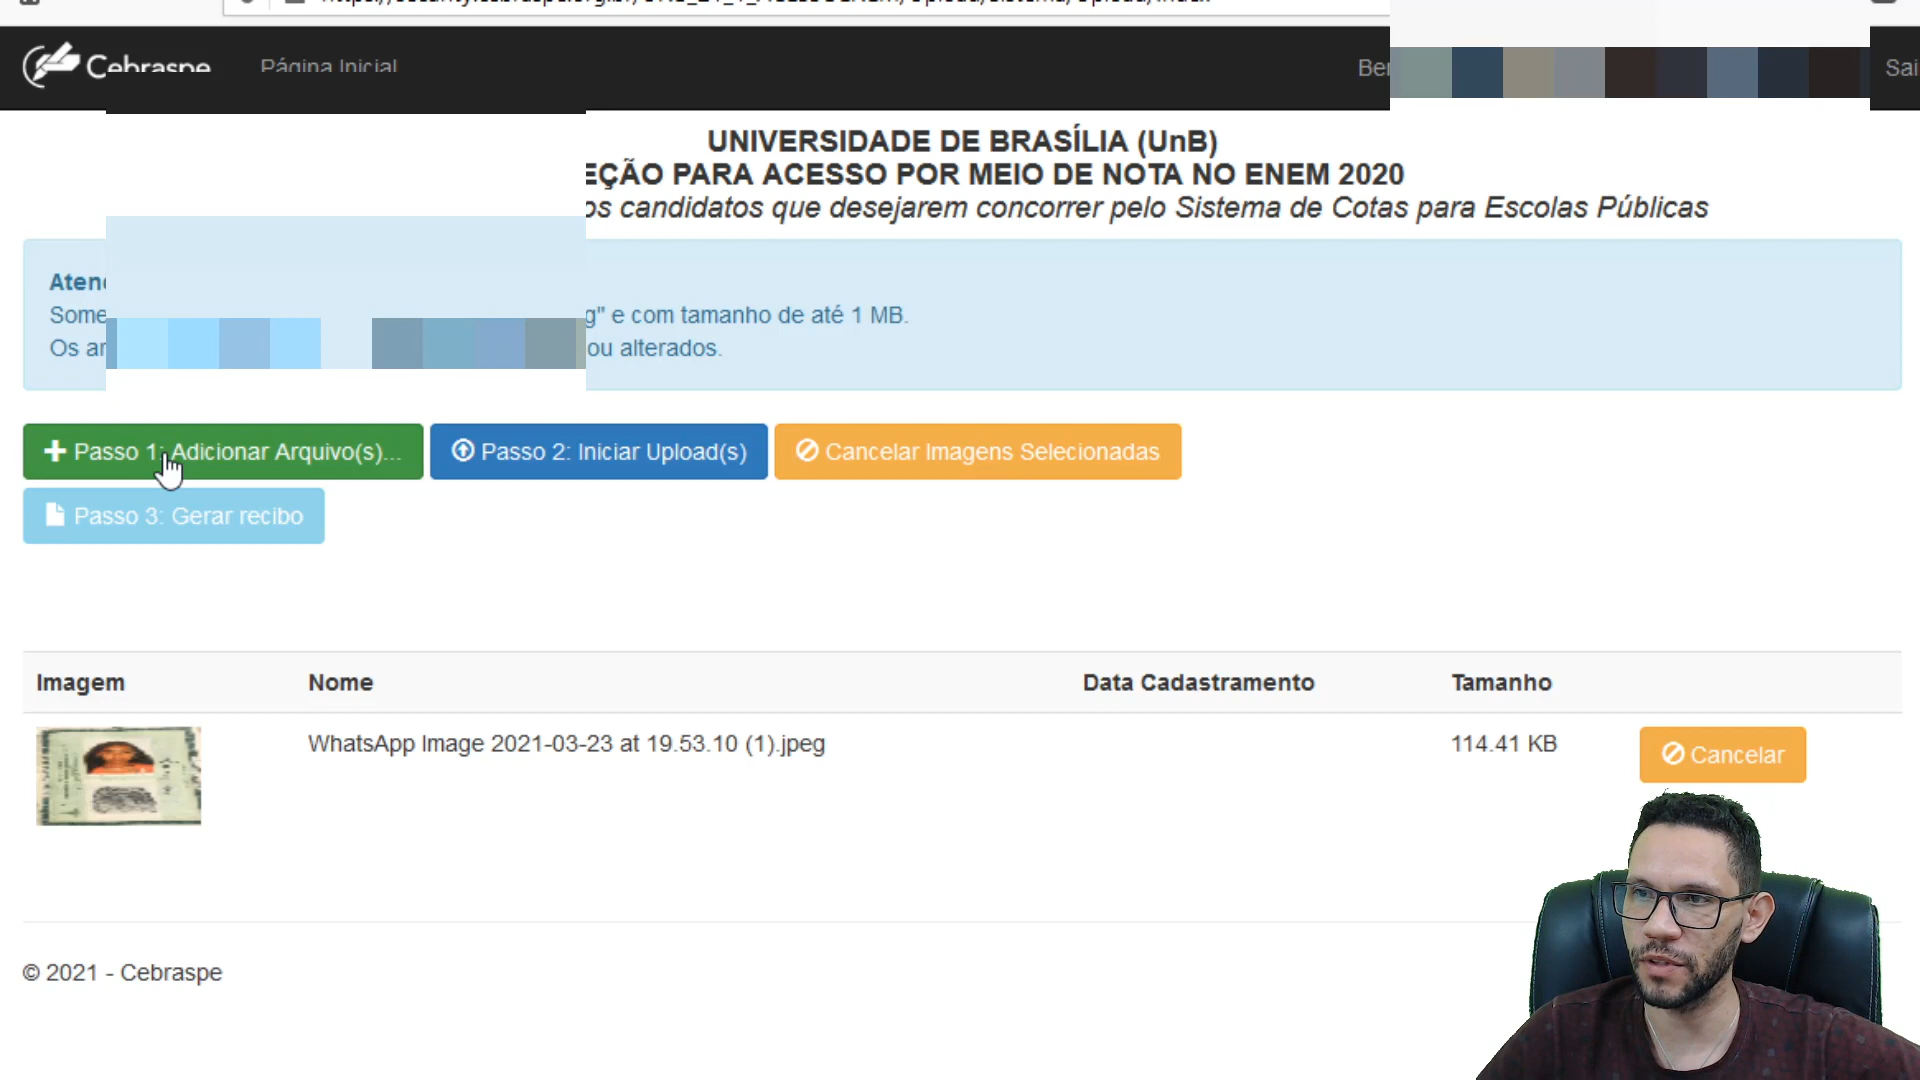 Cebraspe
Página Inicial
UNIVERSIDADE DE BRASÍLIA (UnB)
PARA ACESSO POR MEIO DE NOTA NO ENEM 2020
candidatos que desejarem concorrer pelo Sistema de Cotas para Escolas Públicas
e com tamanho de até 1 MB.
Os
ou alterados.
Passo 1: Adicionar Arquivo(s)...
Passo 2: Iniciar Upload(s)
Cancelar Imagens Selecionadas
Passo 3: Gerar recibo
Imagem Nome Data Cadastramento Tamanho
WhatsApp Image 2021-03-23 at 19.53.10 (1).jpeg 114.41 KB Cancelar
© 2021 - Cebraspe